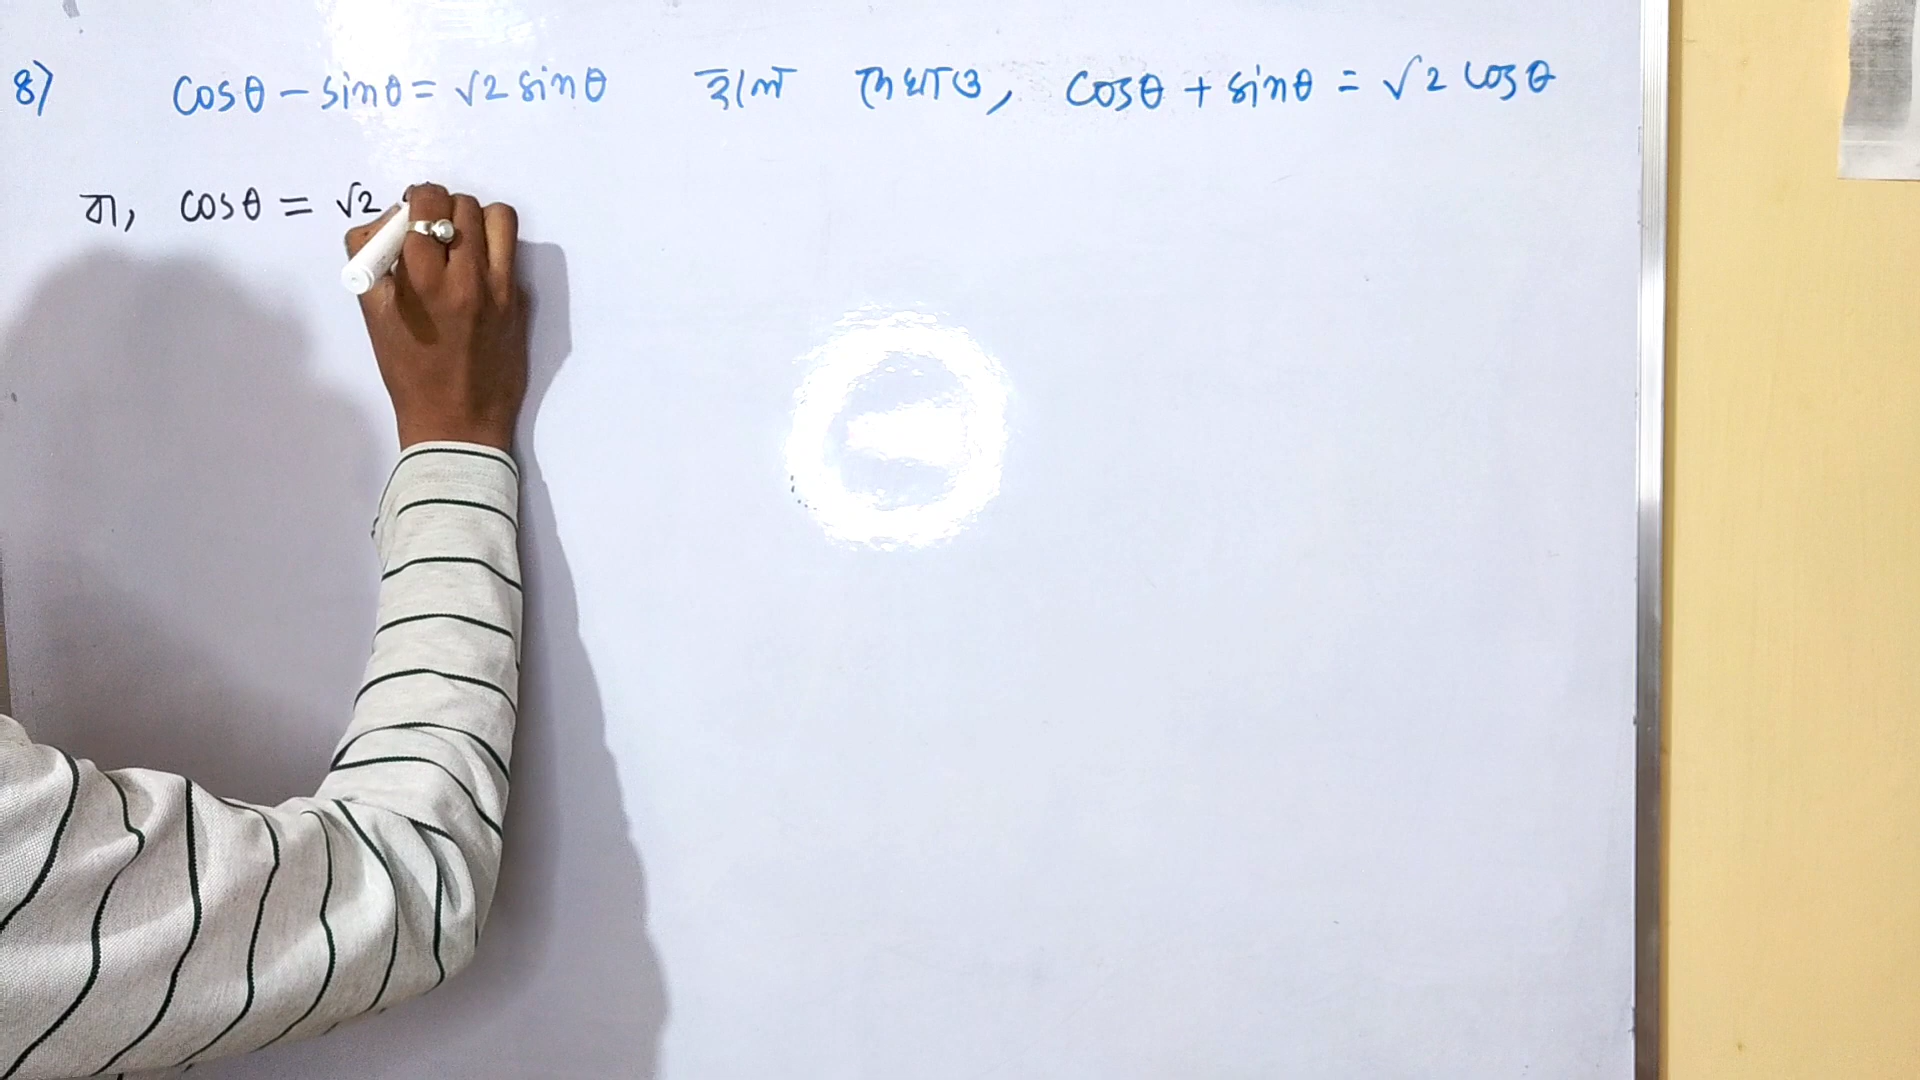 8) cosθ - sinθ = √2 sinθ হলে দেখাও, cosθ + sinθ = √2 cosθ
বা, cosθ = √2